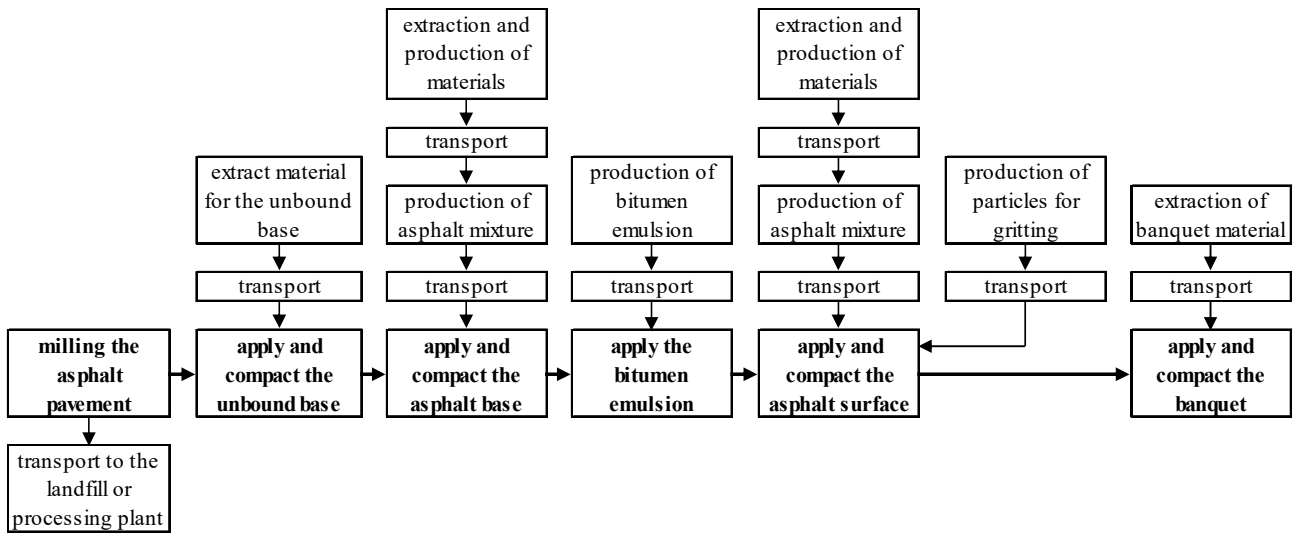 extraction and
production of
materials
extraction and
production of
materials
transport
transport
extract material
for the unbound
base
production of
asphalt mixture
production of
bitumen
emulsion
production of
asphalt mixture
production of
particles for
gritting
extraction of
banquet material
transport
transport
transport
transport
transport
transport
milling the
asphalt
pavement
apply and
compact the
unbound base
apply and
compact the
asphalt base
apply the
bitumen
emulsion
apply and
compact the
asphalt surface
apply and
compact the
banquet
transport to the
landfill or
processing plant